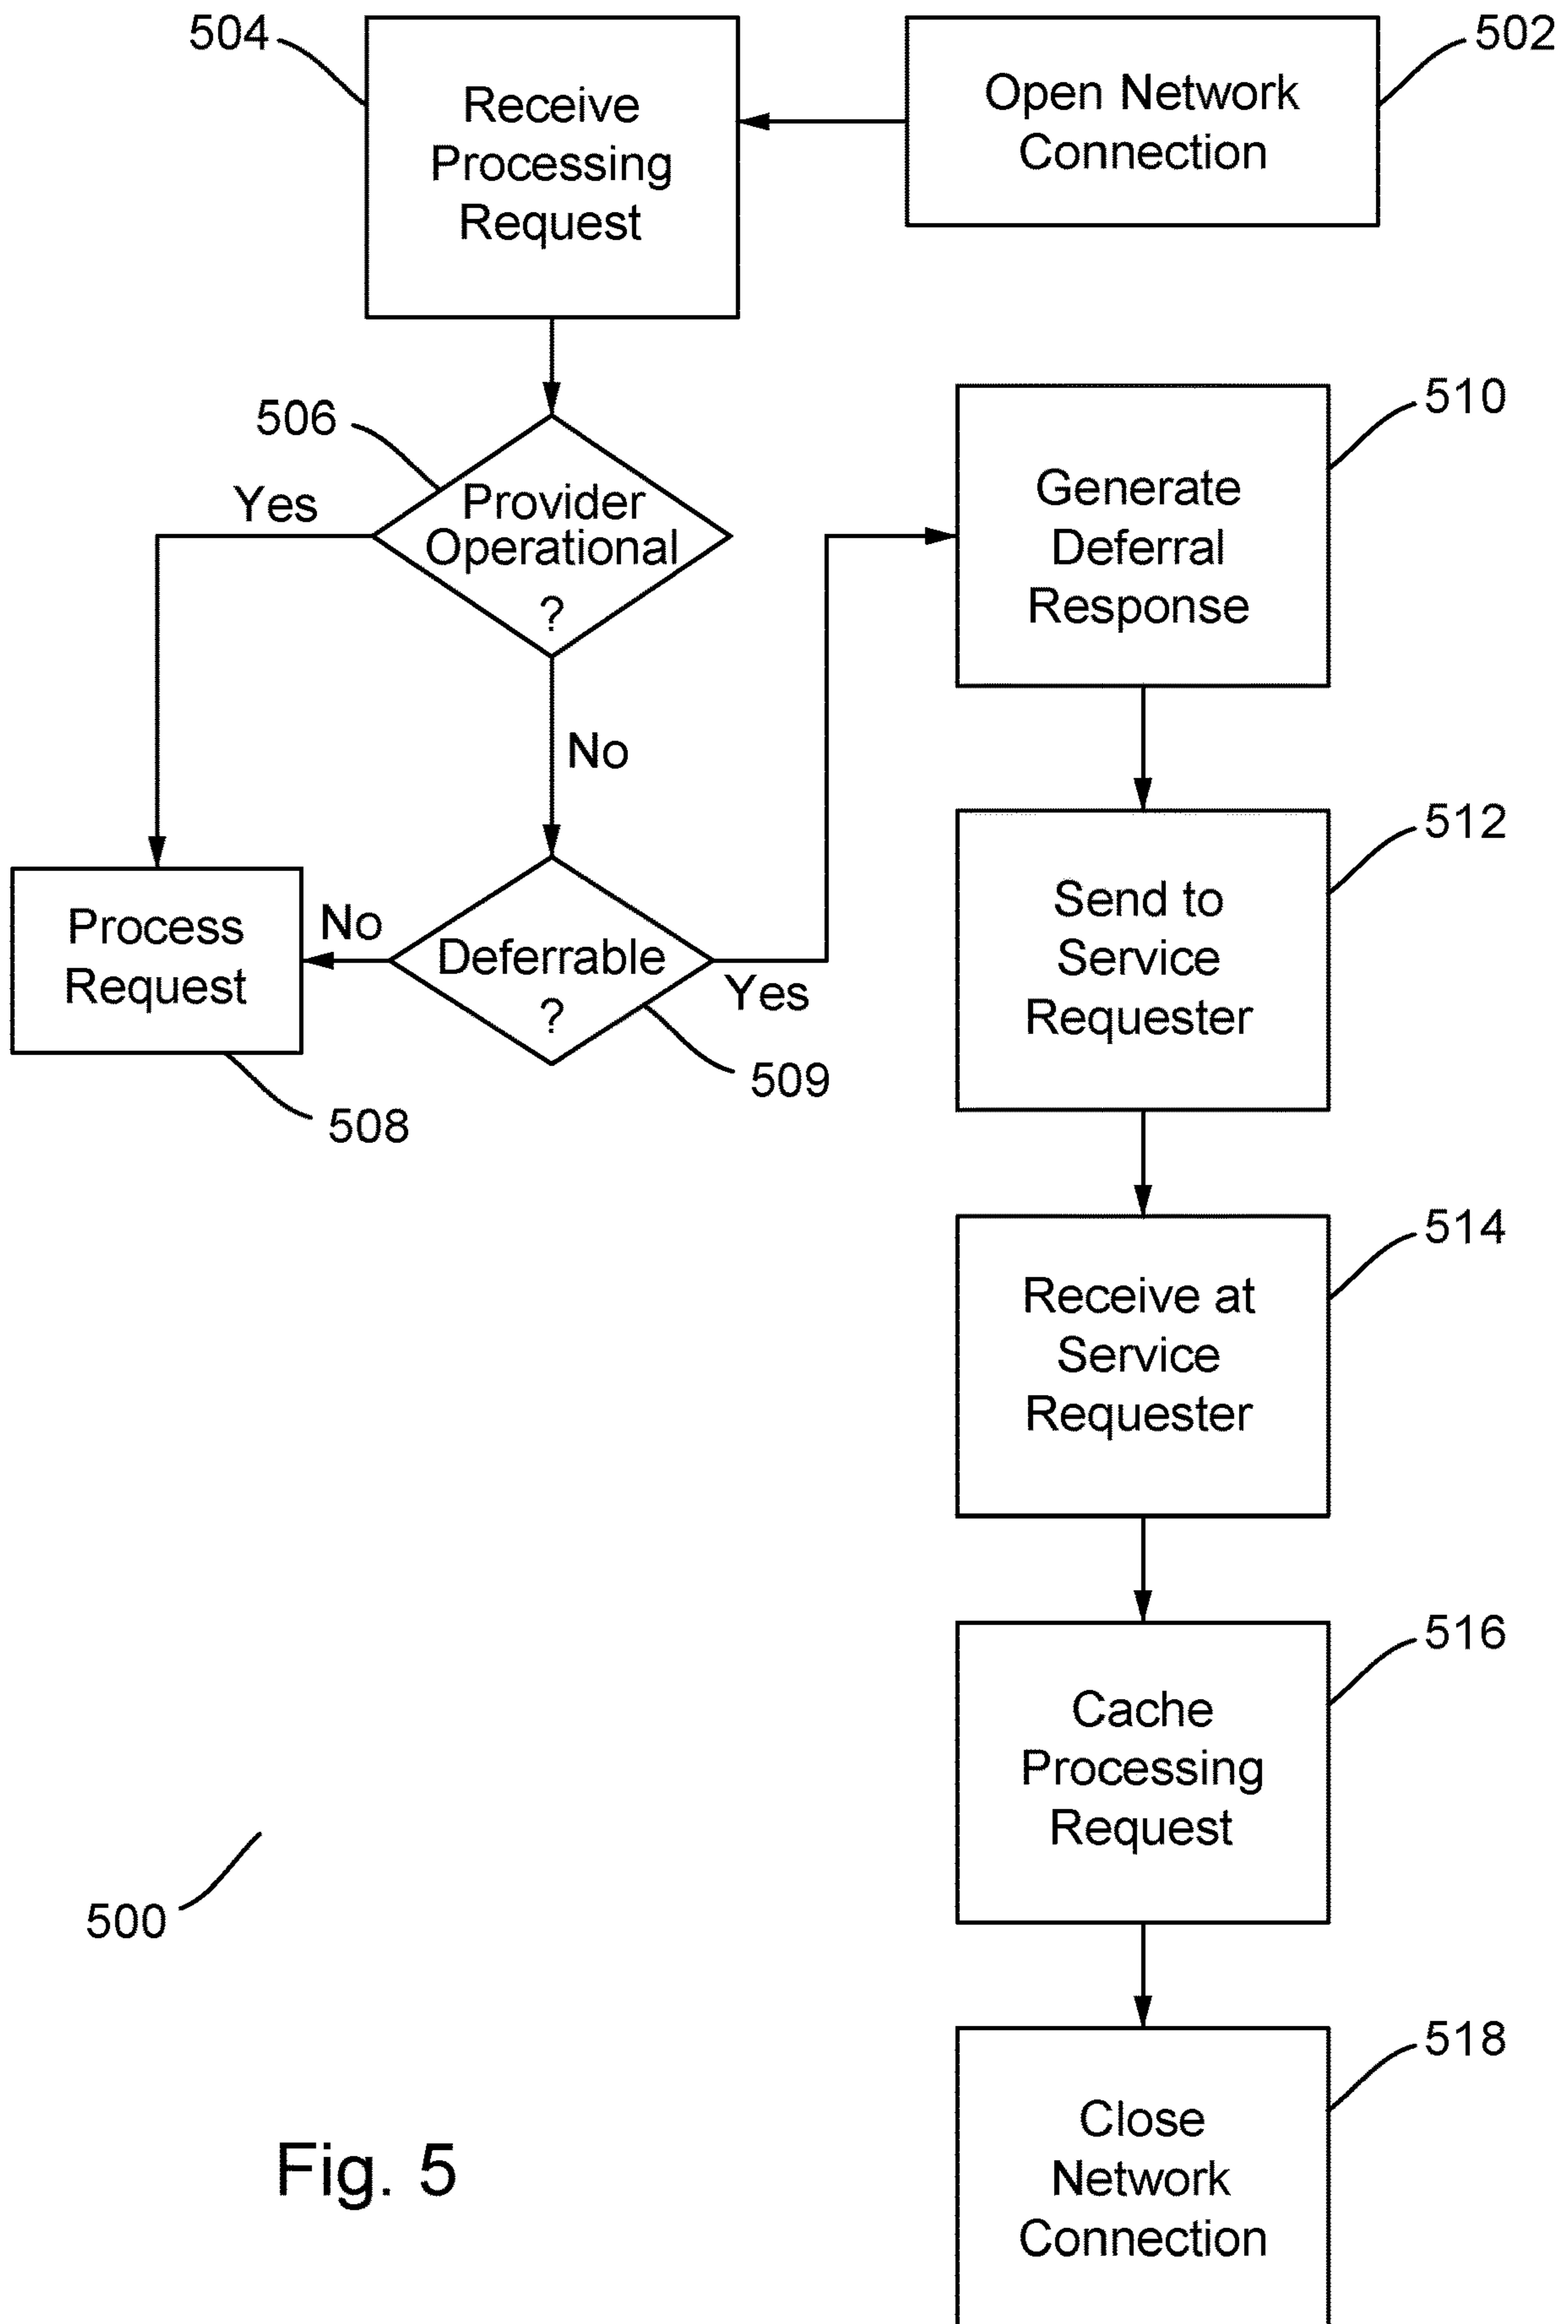 504
Receive
Processing
Request
Open Network
Connection
502
506
Yes
Provider
Operational
?
No
510
Generate
Deferral
Response
512
Send to
Service
Requester
Process
Request
No
Deferrable
?
Yes
509
508
514
Receive at
Service
Requester
516
Cache
Processing
Request
500
518
Close
Network
Connection
Fig. 5